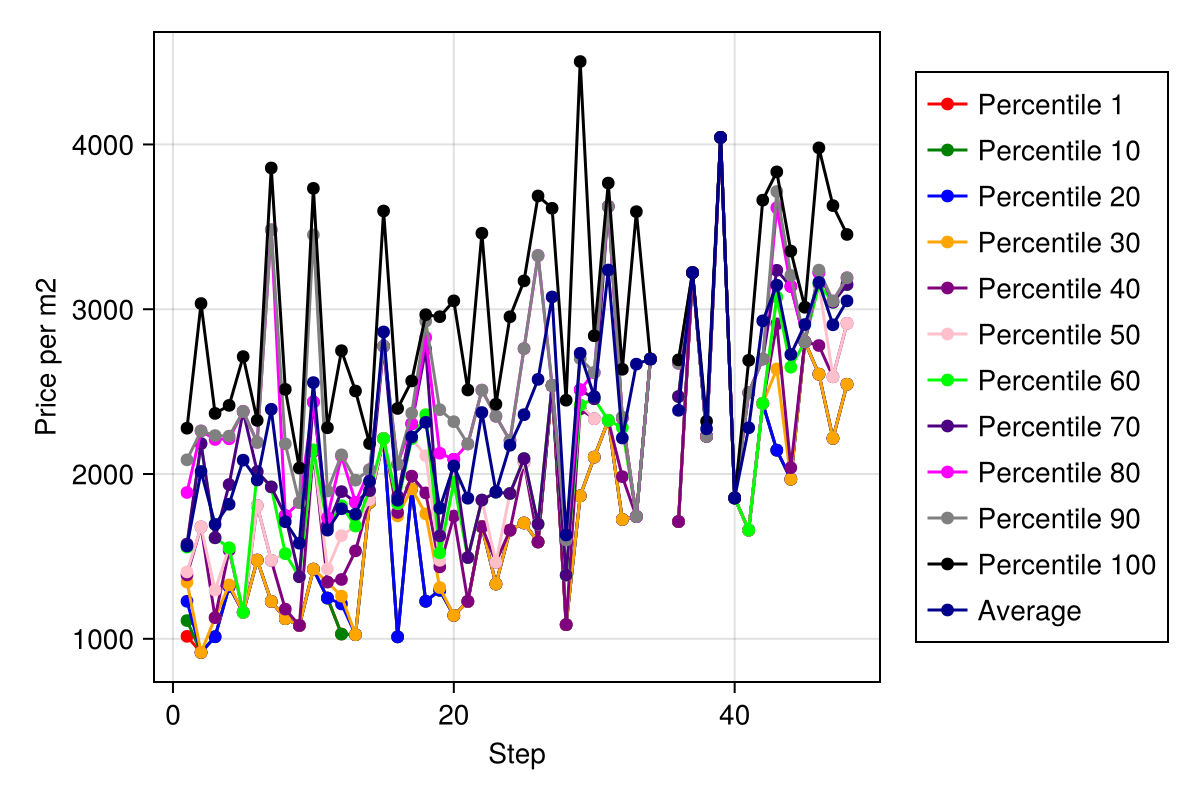 Price per m2
4000
3000
2000
1000
0
20
40
Step
Percentile 1
Percentile 10
Percentile 20
Percentile 30
Percentile 40
Percentile 50
Percentile 60
Percentile 70
Percentile 80
Percentile 90
Percentile 100
Average